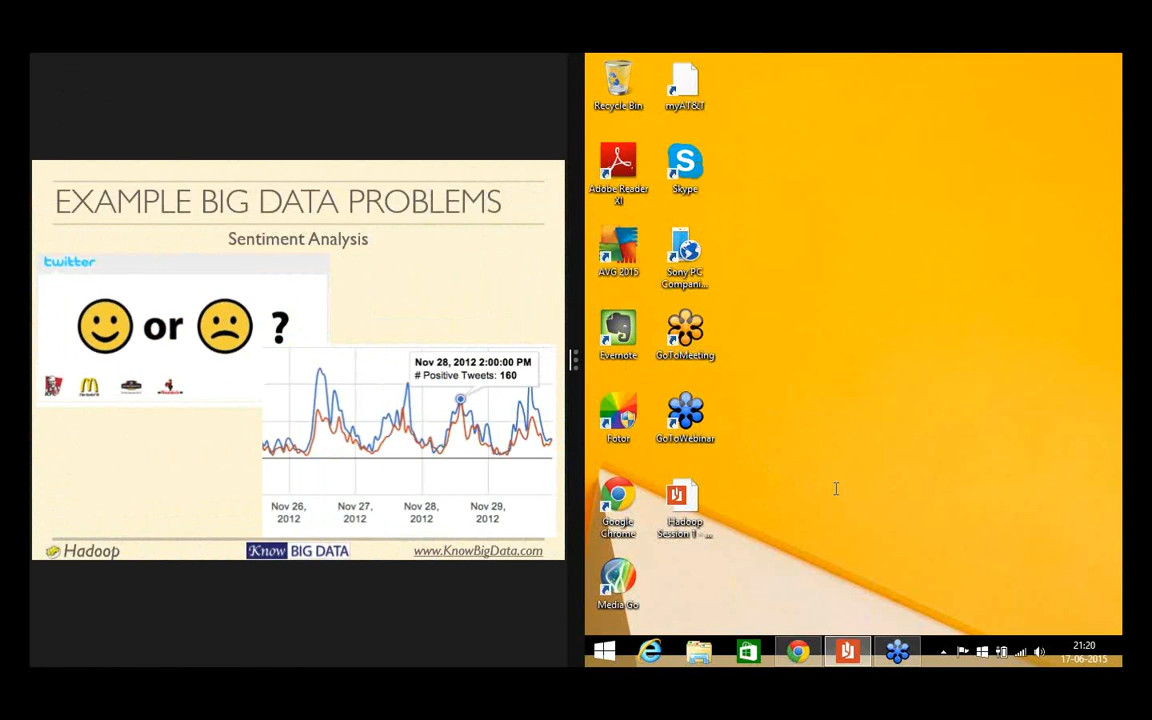 EXAMPLE BIG DATA PROBLEMS
Sentiment Analysis
twitter
or ?
Nov 28, 2012 2:00:00 PM
# Positive Tweets: 160
Nov 26, 2012
Nov 27, 2012
Nov 28, 2012
Nov 29, 2012
Hadoop
Know BIG DATA
www.KnowBigData.com
Recycle Bin
myAT&T
Adobe Reader XI
Skype
AVG 2015
Sony PC Compani...
Evernote
GoToMeeting
Fotor
GoToWebinar
Google Chrome
Hadoop Session 1 - ...
Media Go
21:20
17-06-2015